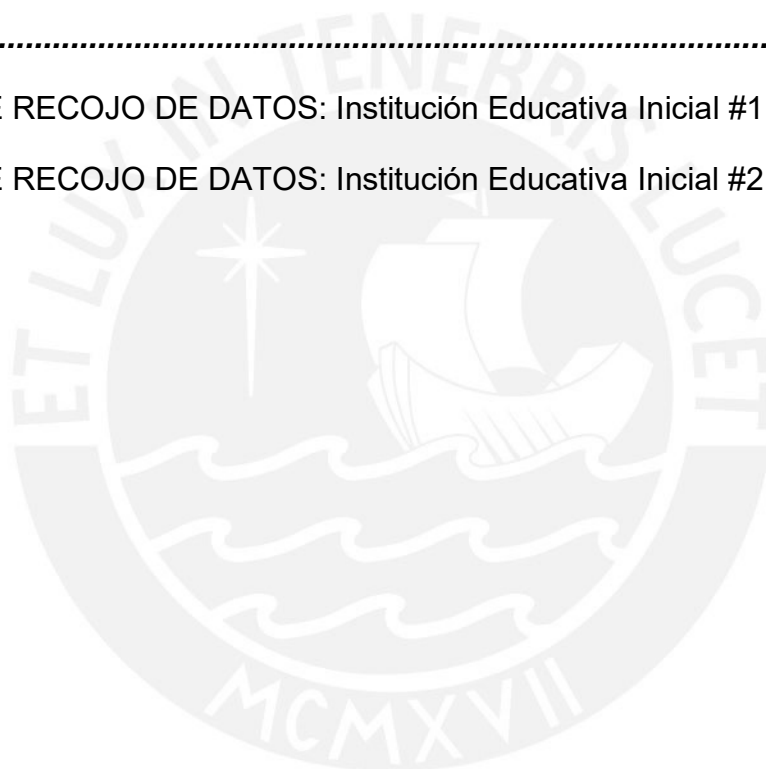 ................................................................................
E RECOJO DE DATOS: Institución Educativa Inicial #1
E RECOJO DE DATOS: Institución Educativa Inicial #2
ET LUX IN TENEBRIS LUCET
MCMXVII